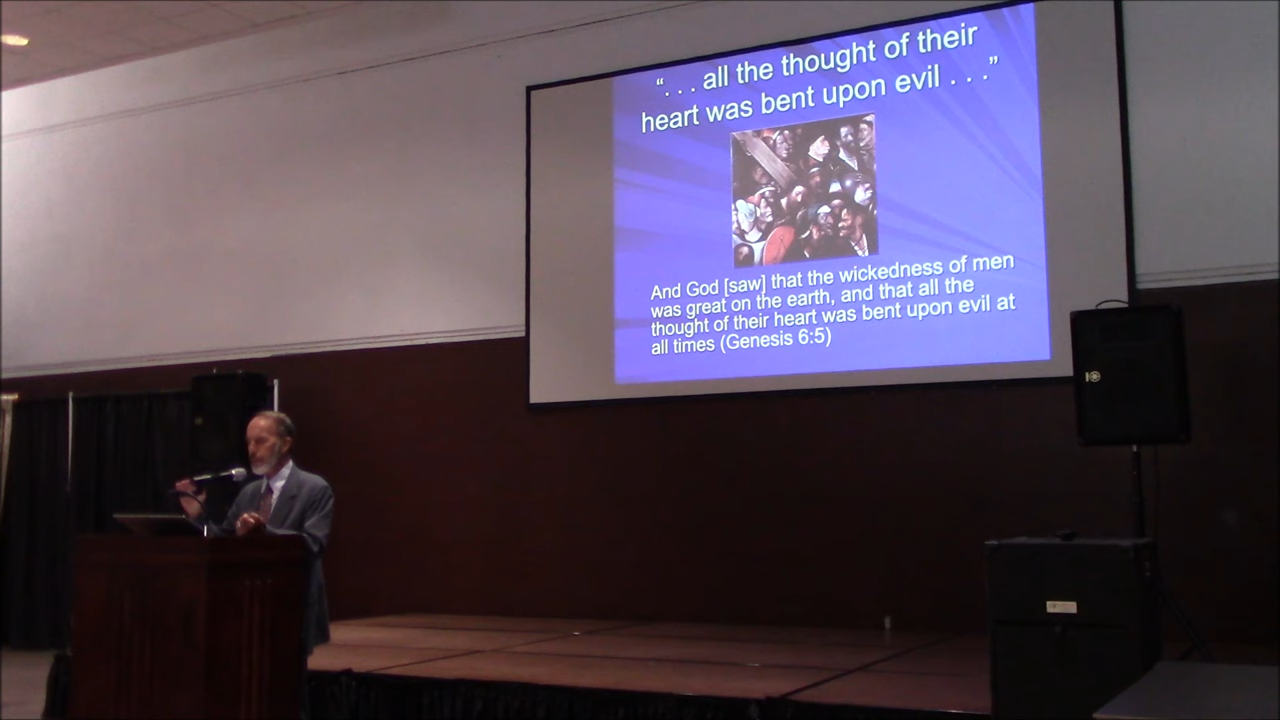 “. . . all the thought of their
heart was bent upon evil . . .”
And God [saw] that the wickedness of men
was great on the earth, and that all the
thought of their heart was bent upon evil at
all times (Genesis 6:5)